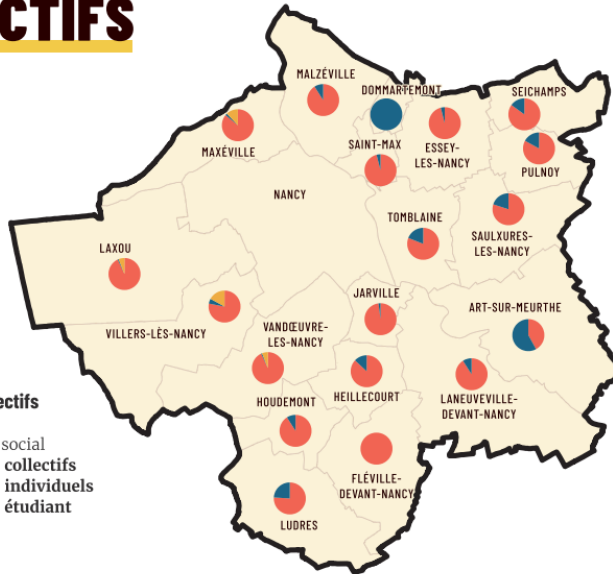 CTIFS
MALZÉVILLE
DOMMARTEMONT
SEICHAMPS
MAXÉVILLE
SAINT-MAX
ESSEY-
LES-NANCY
PULNOY
NANCY
TOMBLAINE
SAULXURES-
LES-NANCY
LAXOU
JARVILLE
ART-SUR-MEURTHE
VILLERS-LÈS-NANCY
VANDŒUVRE-
LES-NANCY
HOUDEMONT
HEILLECOURT
LANEUVEVILLE-
DEVANT-NANCY
ectifs
social
collectifs
individuels
étudiant
FLÉVILLE-
DEVANT-NANCY
LUDRES